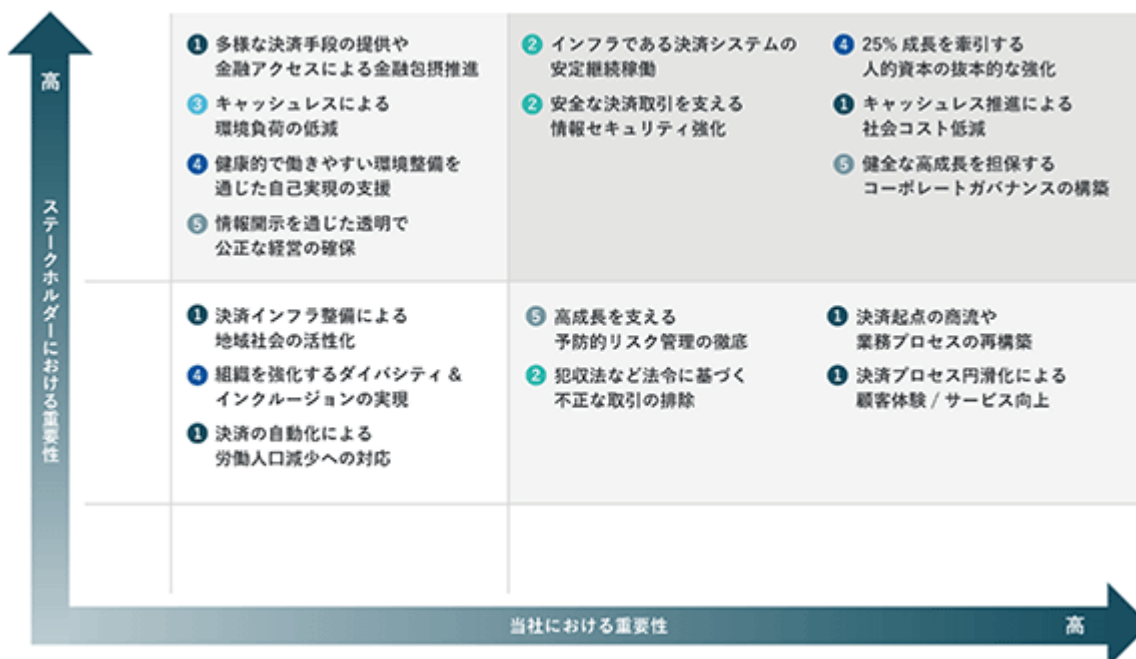 高
ステークホルダーにおける重要性
1 多様な決済手段の提供や
金融アクセスによる金融包摂推進
3 キャッシュレスによる
環境負荷の低減
4 健康的で働きやすい環境整備を
通じた自己実現の支援
5 情報開示を通じた透明で
公正な経営の確保
2 インフラである決済システムの
安定継続稼働
2 安全な決済取引を支える
情報セキュリティ強化
4 25% 成長を牽引する
人的資本の抜本的な強化
1 キャッシュレス推進による
社会コスト低減
5 健全な高成長を担保する
コーポレートガバナンスの構築
1 決済インフラ整備による
地域社会の活性化
4 組織を強化するダイバシティ &
インクルージョンの実現
1 決済の自動化による
労働人口減少への対応
5 高成長を支える
予防的リスク管理の徹底
2 犯収法など法令に基づく
不正な取引の排除
1 決済起点の商流や
業務プロセスの再構築
1 決済プロセス円滑化による
顧客体験 / サービス向上
当社における重要性
高